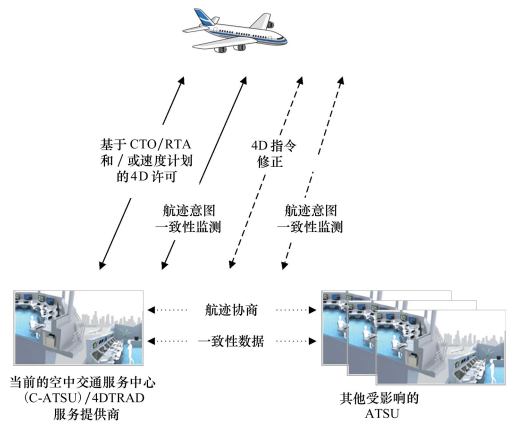 基于 CTO/RTA
和 / 或速度计划
的 4D 许可
4D 指令
修正
航迹意图
一致性监测
航迹意图
一致性监测
航迹协商
一致性数据
当前的空中交通服务中心
(C-ATSU)/4DTRAD
服务提供商
其他受影响的
ATSU